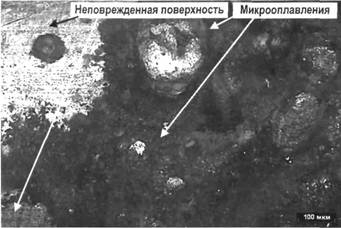 Неповрежденная поверхность
Микрооплавления
100 мкм